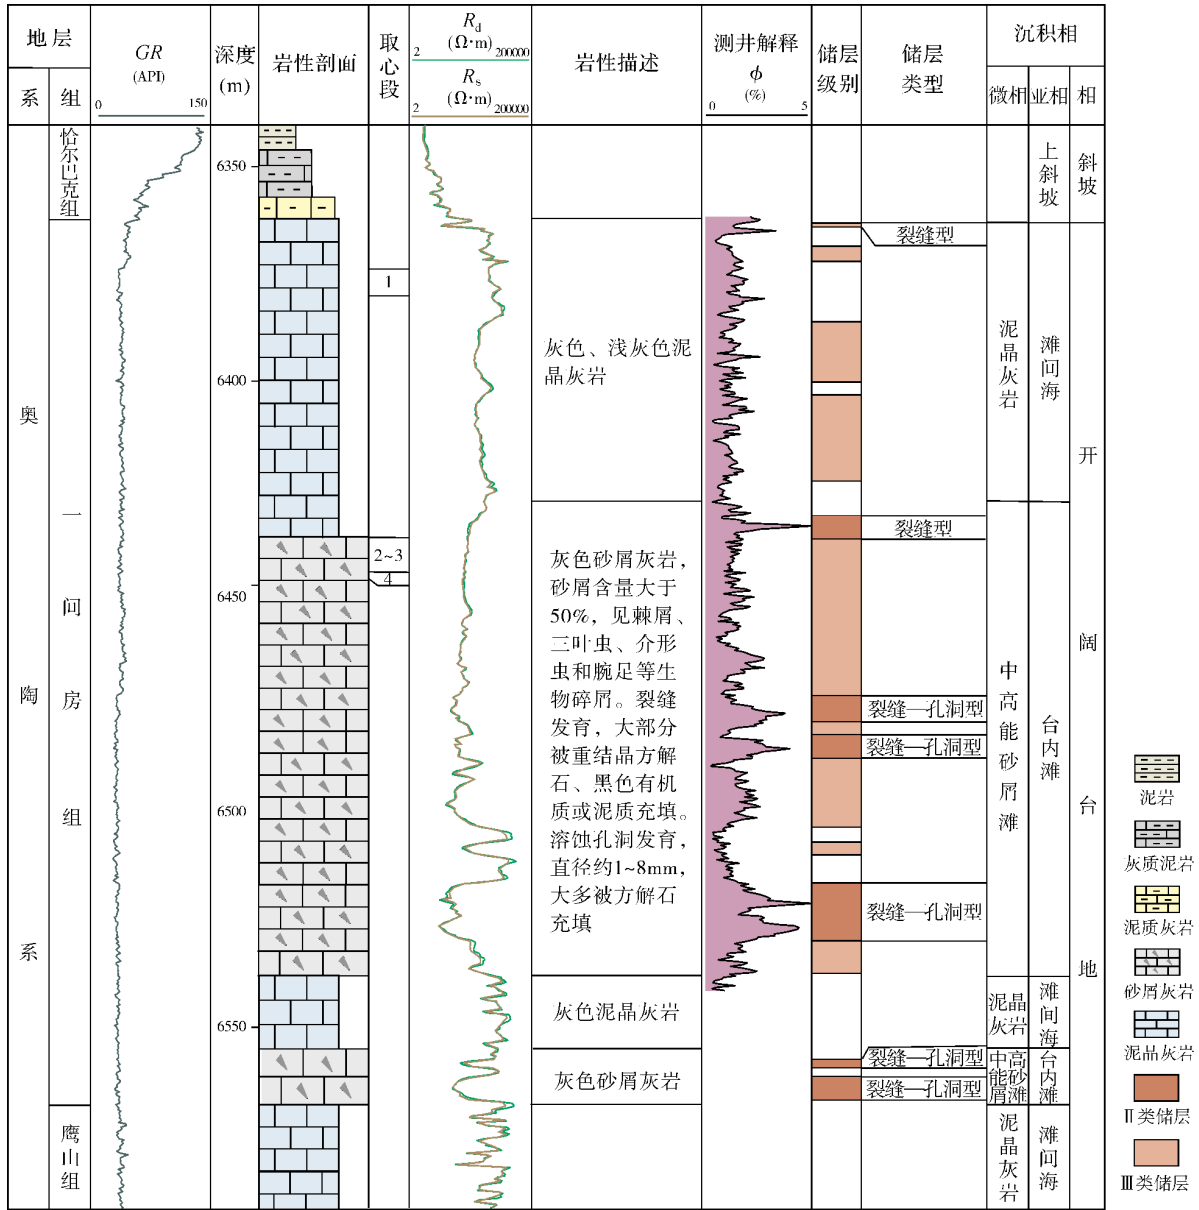 地层
系
组
GR
(API)
0 150
深度
(m)
岩性剖面
取心段
Rd
(Ω·m)
2 200000
Rs
(Ω·m)
2 200000
岩性描述
测井解释
ϕ
(%)
0 5
储层
级别
储层
类型
沉积相
微相
亚相
相
奥陶系
恰尔巴克组
一间房组
鹰山组
6350
6400
6450
6500
6550
1
2~3
4
灰色、浅灰色泥
晶灰岩
灰色砂屑灰岩,
砂屑含量大于
50%, 见棘屑、
三叶虫、介形
虫和腕足等生
物碎屑。裂缝
发育, 大部分
被重结晶方解
石、黑色有机
质或泥质充填。
溶蚀孔洞发育,
直径约1~8mm,
大多被方解石
充填
灰色泥晶灰岩
灰色砂屑灰岩
裂缝型
裂缝型
裂缝—孔洞型
裂缝—孔洞型
裂缝—孔洞型
裂缝—孔洞型
裂缝—孔洞型
泥晶灰岩
中高能砂屑滩
泥晶
灰岩
中高
能砂
屑滩
泥晶灰岩
上斜坡
滩间海
台内滩
滩间海
台内滩
滩间海
斜坡
开阔台地
泥岩
灰质泥岩
泥质灰岩
砂屑灰岩
泥晶灰岩
Ⅱ类储层
Ⅲ类储层